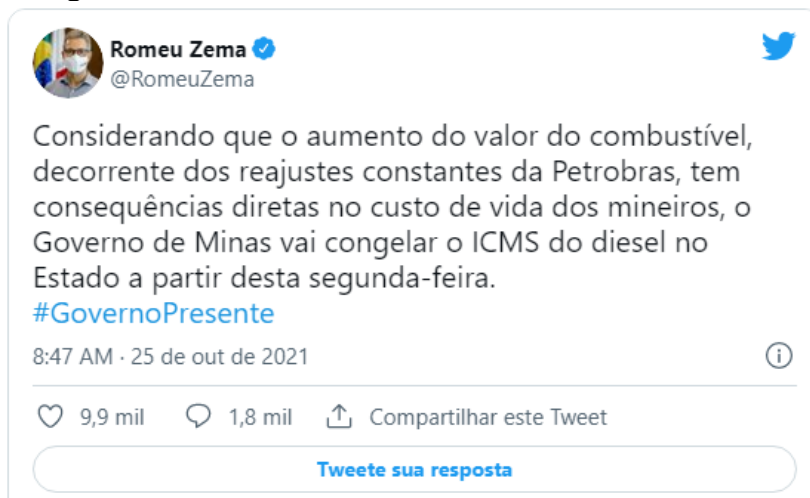 Romeu Zema
@RomeuZema
Considerando que o aumento do valor do combustível,
decorrente dos reajustes constantes da Petrobras, tem
consequências diretas no custo de vida dos mineiros, o
Governo de Minas vai congelar o ICMS do diesel no
Estado a partir desta segunda-feira.
#GovernoPresente
8:47 AM · 25 de out de 2021
9,9 mil 1,8 mil Compartilhar este Tweet
Tweete sua resposta